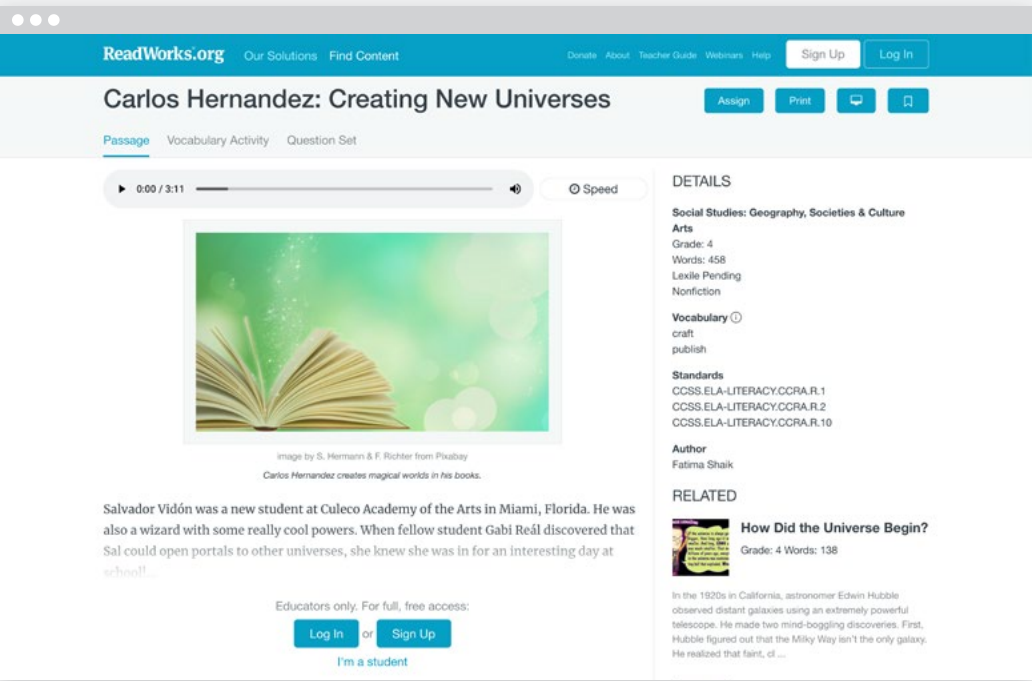 ReadWorks.org Our Solutions Find Content Donate About Teacher Guide Webinars Help Sign Up Log In
Carlos Hernandez: Creating New Universes Assign Print
Passage Vocabulary Activity Question Set
0:00 / 3:11 Speed
image by S. Hermann & F. Richter from Pixabay
Carlos Hernandez creates magical worlds in his books.
Salvador Vidón was a new student at Culeco Academy of the Arts in Miami, Florida. He was
also a wizard with some really cool powers. When fellow student Gabi Reál discovered that
Sal could open portals to other universes, she knew she was in for an interesting day at
school!...
Educators only. For full, free access:
Log In or Sign Up
I'm a student
DETAILS
Social Studies: Geography, Societies & Culture
Arts
Grade: 4
Words: 458
Lexile Pending
Nonfiction
Vocabulary
craft
publish
Standards
CCSS.ELA-LITERACY.CCRA.R.1
CCSS.ELA-LITERACY.CCRA.R.2
CCSS.ELA-LITERACY.CCRA.R.10
Author
Fatima Shaik
RELATED
How Did the Universe Begin?
Grade: 4 Words: 138
In the 1920s in California, astronomer Edwin Hubble
observed distant galaxies using an extremely powerful
telescope. He made two mind-boggling discoveries. First,
Hubble figured out that the Milky Way isn't the only galaxy.
He realized that faint, cl ...